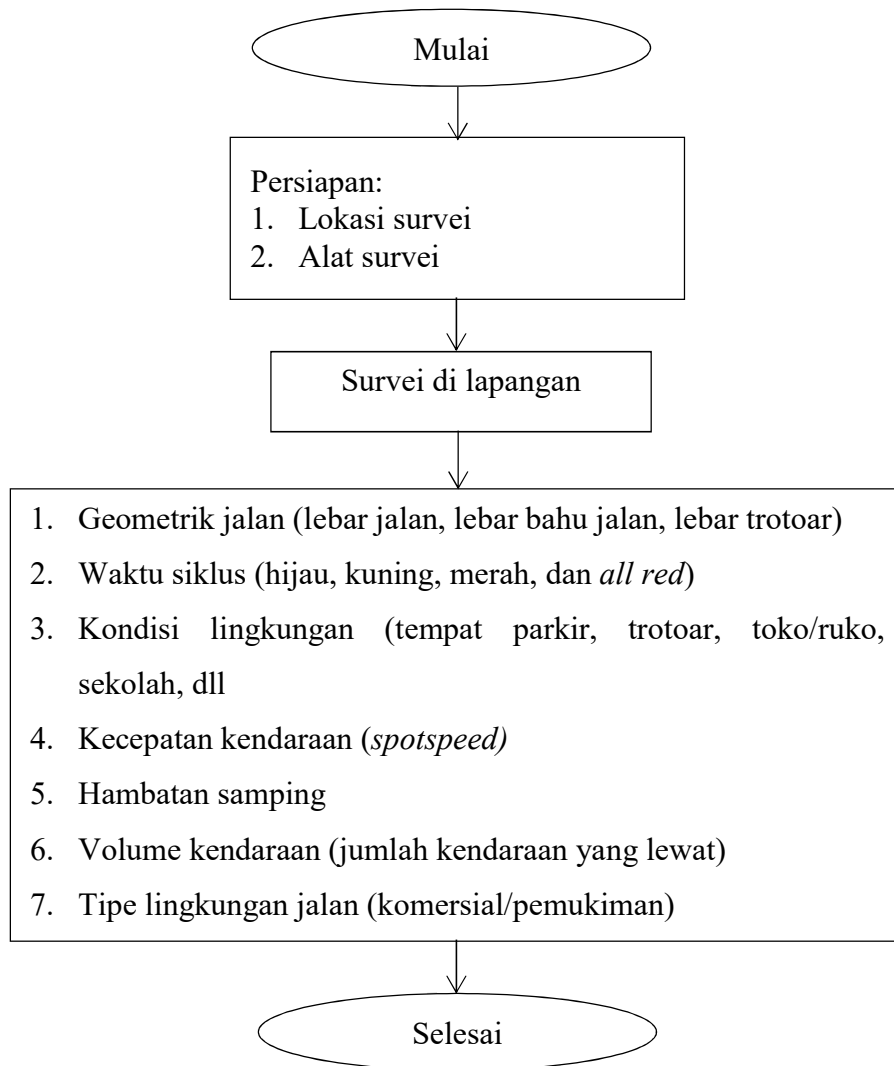 Mulai
Persiapan:
1. Lokasi survei
2. Alat survei
Survei di lapangan
1. Geometrik jalan (lebar jalan, lebar bahu jalan, lebar trotoar)
2. Waktu siklus (hijau, kuning, merah, dan all red)
3. Kondisi lingkungan (tempat parkir, trotoar, toko/ruko,
sekolah, dll
4. Kecepatan kendaraan (spotspeed)
5. Hambatan samping
6. Volume kendaraan (jumlah kendaraan yang lewat)
7. Tipe lingkungan jalan (komersial/pemukiman)
Selesai